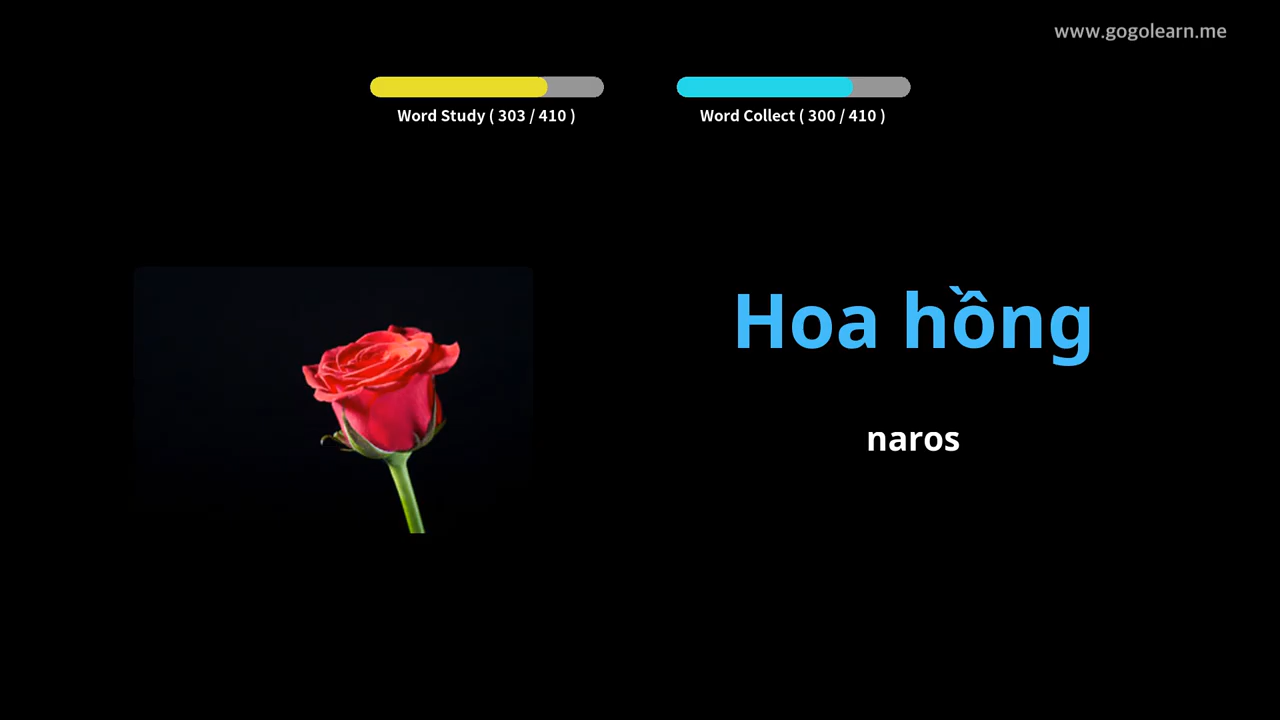 www.gogolearn.me
Word Study ( 303 / 410 )
Word Collect ( 300 / 410 )
Hoa hồng
naros